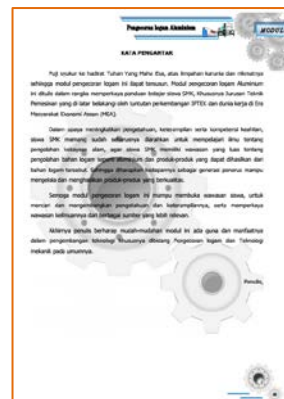 Pengecoran logam Aluminium
MODUL
KATA PENGANTAR
Puji syukur ke hadirat Tuhan Yang Maha Esa, atas limpahan karunia dan nikmatnya
sehingga modul pengecoran logam ini dapat tersusun. Modul pengecoran logam Aluminium
ini ditulis dalam rangka memperkaya panduan belajar siswa SMK, khususnya Jurusan Teknik
Pemesinan yang di latar belakangi oleh tuntutan perkembangan IPTEK dan dunia kerja di Era
Masyarakat Ekonomi Asean (MEA).
Dalam upaya meningkatkan pengetahuan, keterampilan serta kompetensi keahlian,
siswa SMK memang sudah seharusnya diarahkan untuk mempelajari ilmu tentang
pengolahan kekayaan alam, agar siswa SMK memiliki wawasan yang luas tentang
pengolahan bahan logam seperti aluminium dan produk-produk yang dapat dihasilkan dari
bahan logam tersebut. Sehingga diharapkan kedepannya sebagai generasi penerus mampu
mengelola dan menghasilkan produk-produk yang berkualitas.
Semoga modul pengecoran logam ini mampu membuka wawasan siswa, untuk
mencari dan mengembangkan pengetahuan dan keterampilannya, serta memperkaya
wawasan keilmuannya dari berbagai sumber yang lebih relevan.
Akhirnya penulis berharap mudah-mudahan modul ini ada guna dan manfaatnya
dalam pengembangan teknologi khususnya dibidang Pengecoran logam dan Teknologi
mekanik pada umumnya.
Penulis,